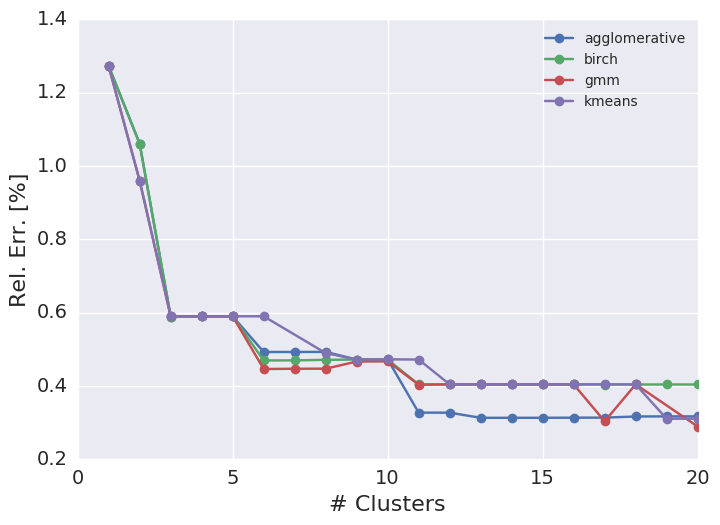 1.4
1.2
1.0
0.8
0.6
0.4
0.2
Rel. Err. [%]
agglomerative
birch
gmm
kmeans
0 5 10 15 20
# Clusters